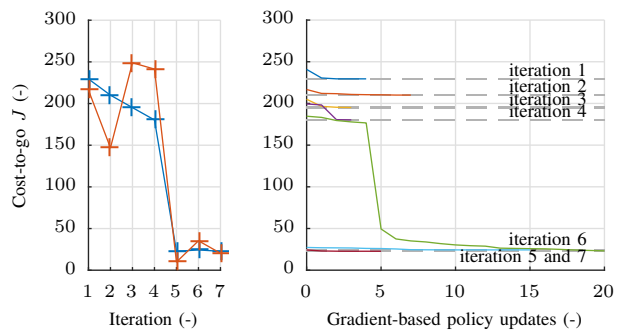 300
250
200
150
100
50
0
Cost-to-go J (-)
1 2 3 4 5 6 7
Iteration (-)
300
250
200
150
100
50
0
iteration 1
iteration 2
iteration 3
iteration 4
iteration 6
iteration 5 and 7
0 5 10 15 20
Gradient-based policy updates (-)